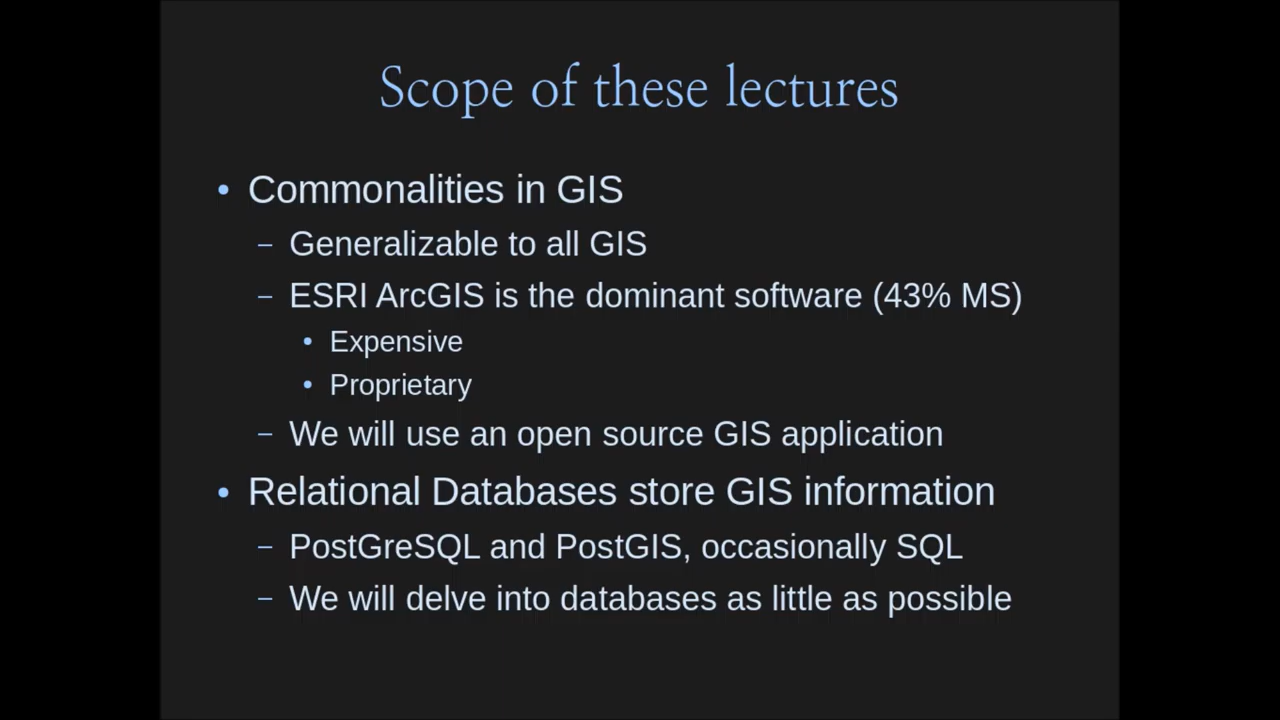 Scope of these lectures
• Commonalities in GIS
– Generalizable to all GIS
– ESRI ArcGIS is the dominant software (43% MS)
• Expensive
• Proprietary
– We will use an open source GIS application
• Relational Databases store GIS information
– PostGreSQL and PostGIS, occasionally SQL
– We will delve into databases as little as possible